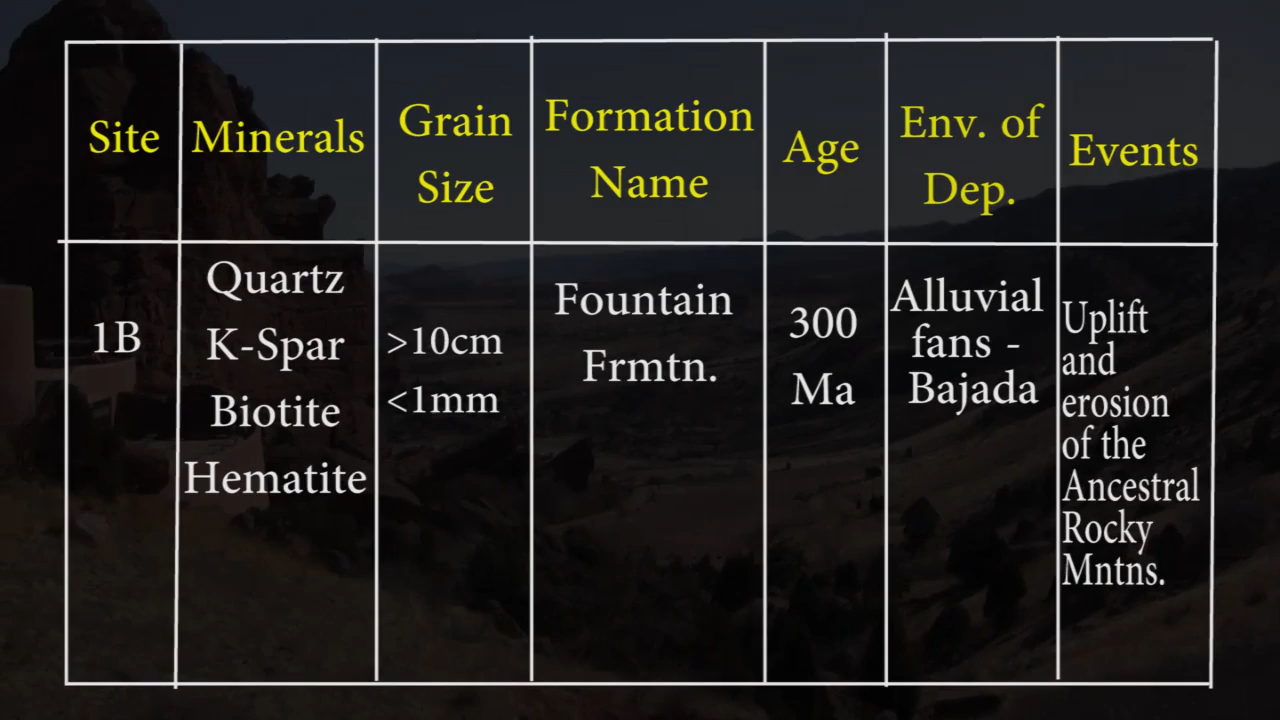 Site
Minerals
Grain
Size
Formation
Name
Age
Env. of
Dep.
Events
1B
Quartz
K-Spar
Biotite
Hematite
>10cm
<1mm
Fountain
Frmtn.
300
Ma
Alluvial
fans -
Bajada
Uplift
and
erosion
of the
Ancestral
Rocky
Mntns.